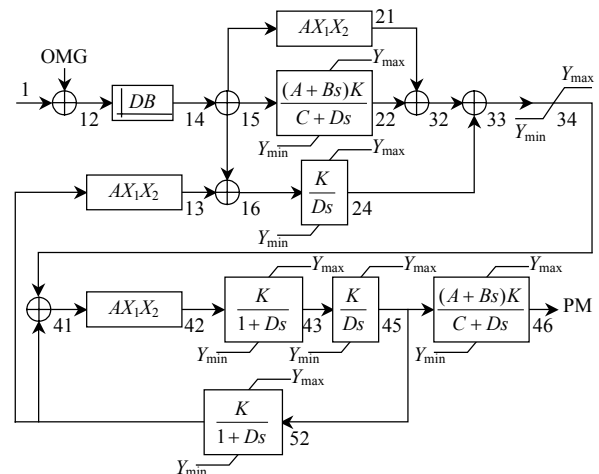 AX₁X₂
21
OMG
Yₘₐₓ
1
12
DB
14
15
(A + Bs)K
C + Ds
22
32
33
Yₘₐₓ
Yₘᵢₙ
34
Yₘᵢₙ
Yₘₐₓ
AX₁X₂
13
16
K
Ds
24
Yₘᵢₙ
Yₘₐₓ
Yₘₐₓ
Yₘₐₓ
41
AX₁X₂
42
K
1 + Ds
43
K
Ds
45
(A + Bs)K
C + Ds
46
PM
Yₘᵢₙ
Yₘᵢₙ
Yₘᵢₙ
Yₘₐₓ
K
1 + Ds
52
Yₘᵢₙ